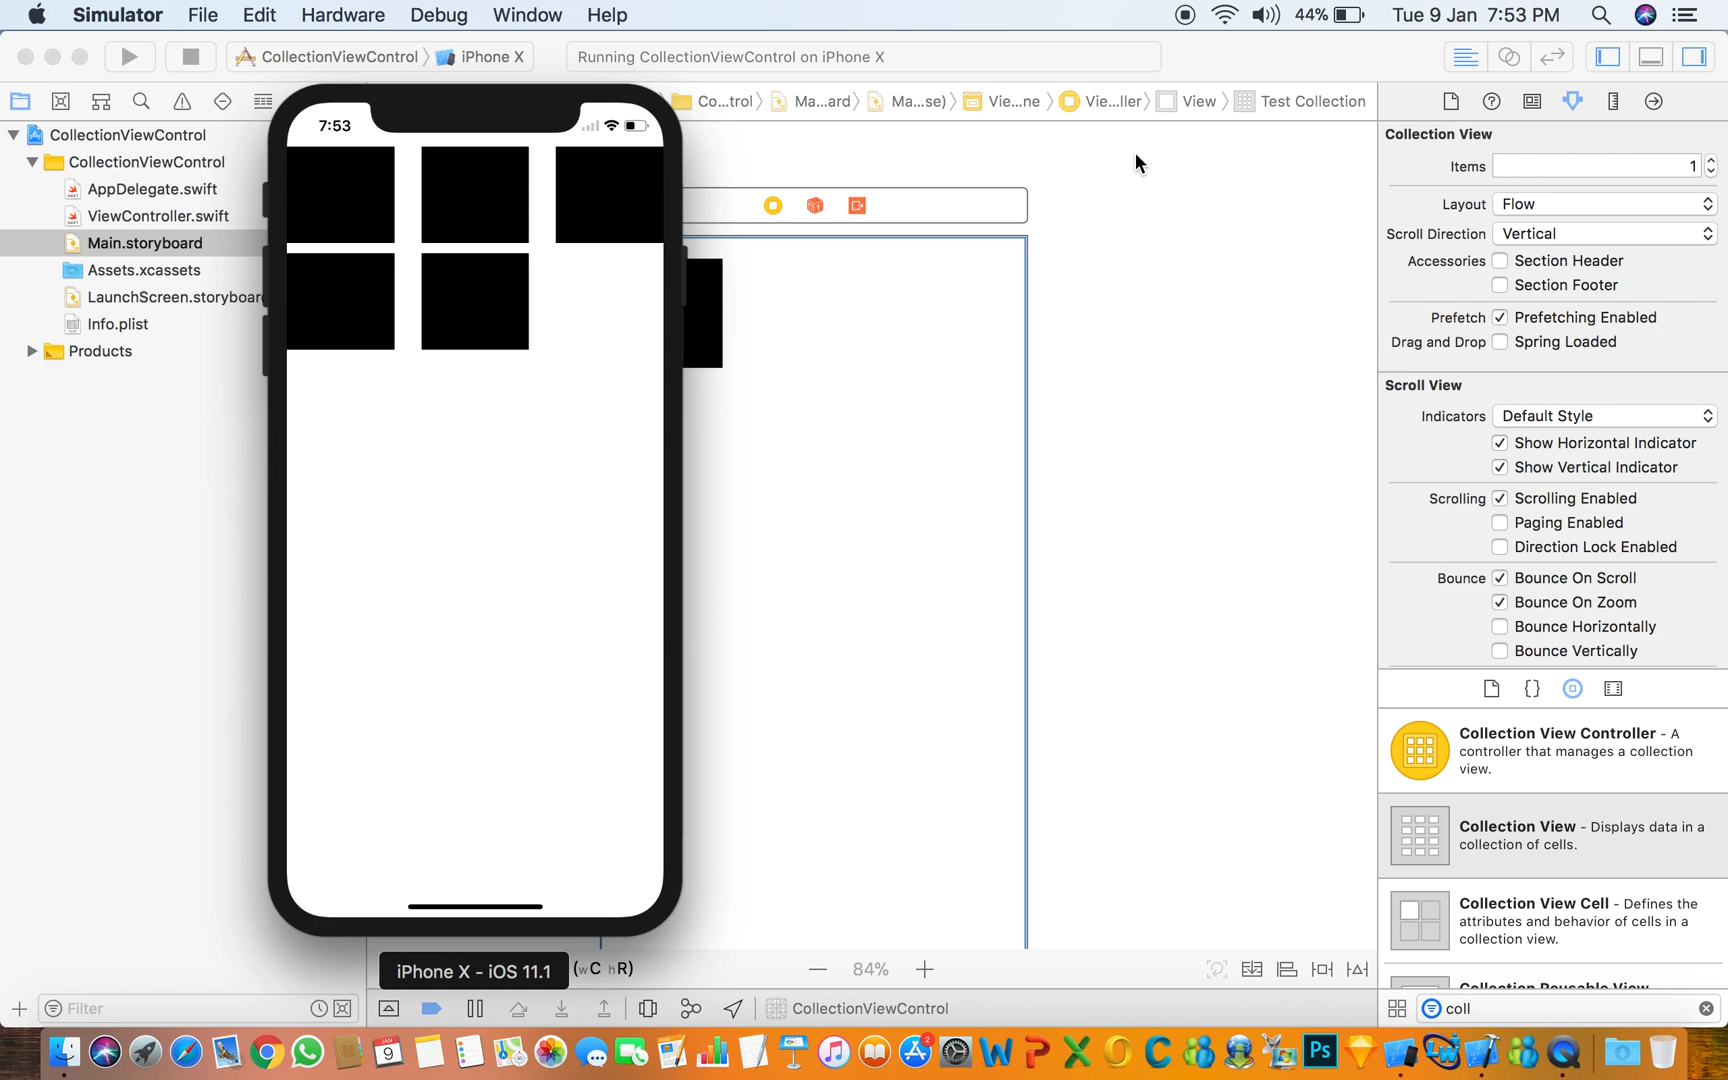 Simulator File Edit Hardware Debug Window Help 44% Tue 9 Jan 7:53 PM
CollectionViewControl iPhone X Running CollectionViewControl on iPhone X
Co...trol Ma...ard Ma...se) Vie...ne Vie...ller View Test Collection
CollectionViewControl
CollectionViewControl
AppDelegate.swift
ViewController.swift
Main.storyboard
Assets.xcassets
LaunchScreen.storyboar
Info.plist
Products
7:53
iPhone X - iOS 11.1
(wC hR)
84%
Filter
CollectionViewControl
Collection View
Items 1
Layout Flow
Scroll Direction Vertical
Accessories Section Header
Section Footer
Prefetch Prefetching Enabled
Drag and Drop Spring Loaded
Scroll View
Indicators Default Style
Show Horizontal Indicator
Show Vertical Indicator
Scrolling Scrolling Enabled
Paging Enabled
Direction Lock Enabled
Bounce Bounce On Scroll
Bounce On Zoom
Bounce Horizontally
Bounce Vertically
Collection View Controller - A
controller that manages a collection
view.
Collection View - Displays data in a
collection of cells.
Collection View Cell - Defines the
attributes and behavior of cells in a
collection view.
Collection Reusable View
coll
JAN
9
2
Ps